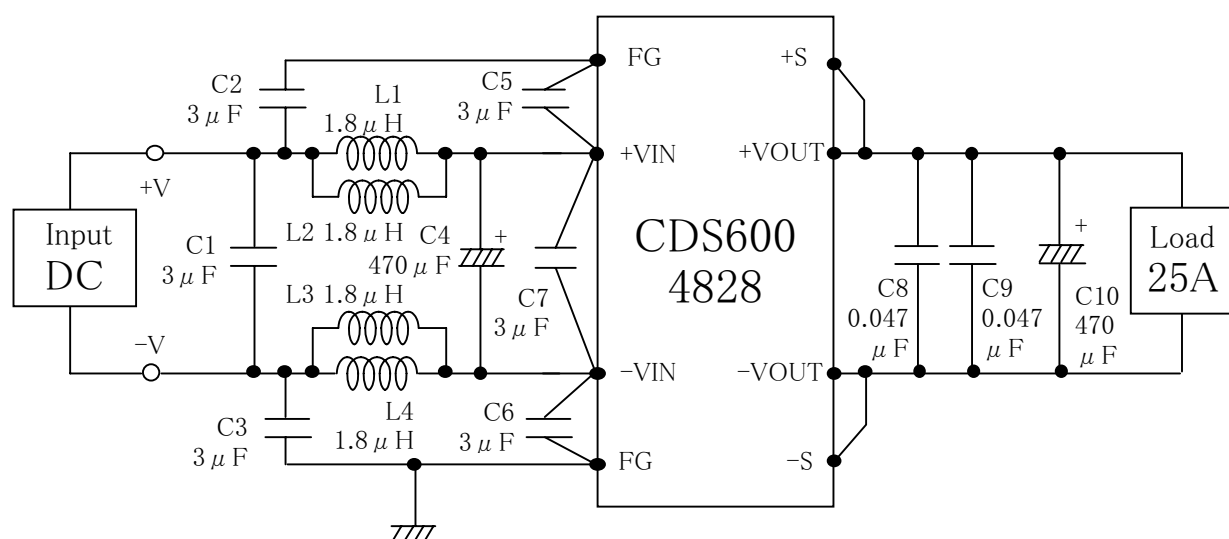 FG
+S
C2
3μF
C5
3μF
L1
1.8μH
+VIN
+VOUT
+V
Input
DC
C1
3μF
L2 1.8μH
C4
+
470μF
C7
3μF
CDS600
4828
C8
0.047
μF
C9
0.047
μF
+
C10
470
μF
Load
25A
L3 1.8μH
−V
−VIN
−VOUT
C3
3μF
L4
1.8μH
C6
3μF
FG
−S